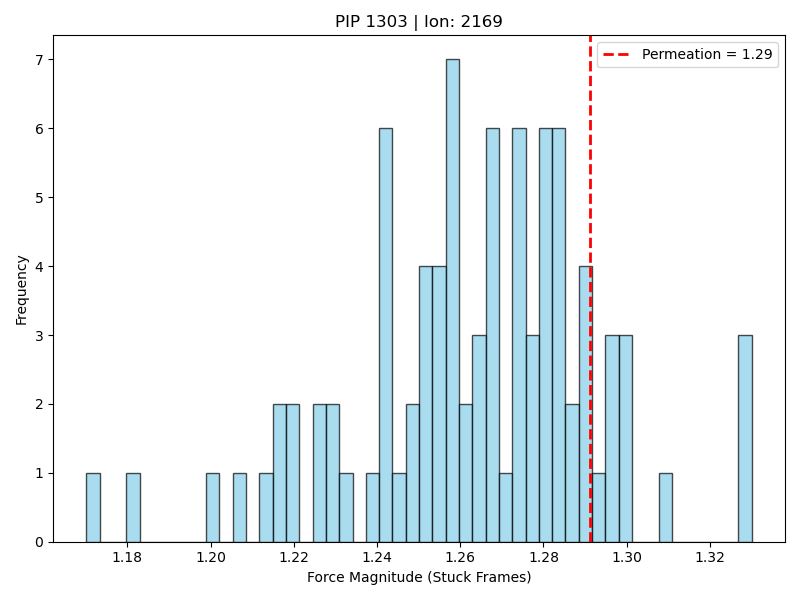 PIP 1303 | Ion: 2169
Permeation = 1.29
7
6
5
4
3
2
1
0
Frequency
1.18 1.20 1.22 1.24 1.26 1.28 1.30 1.32
Force Magnitude (Stuck Frames)